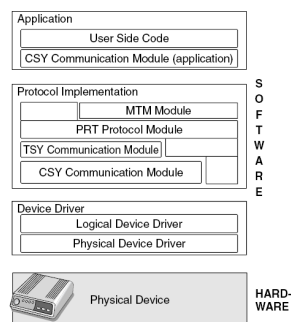 Application
User Side Code
CSY Communication Module (application)
Protocol Implementation
MTM Module
PRT Protocol Module
TSY Communication Module
CSY Communication Module
Device Driver
Logical Device Driver
Physical Device Driver
Physical Device
SOFTWARE
HARD-
WARE